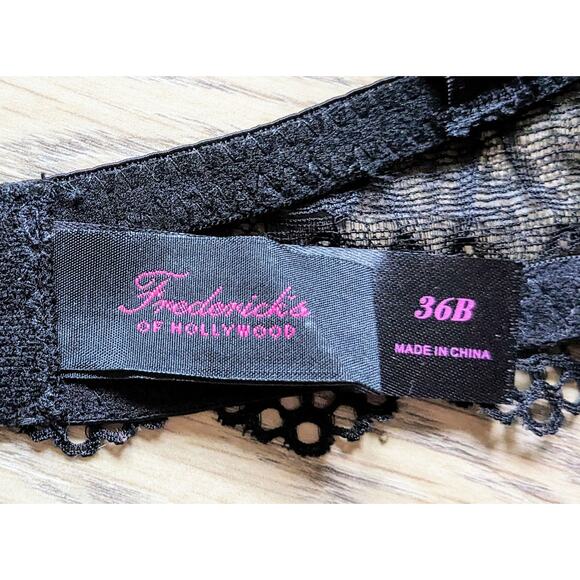 Frederick's
OF HOLLYWOOD
36B
MADE IN CHINA